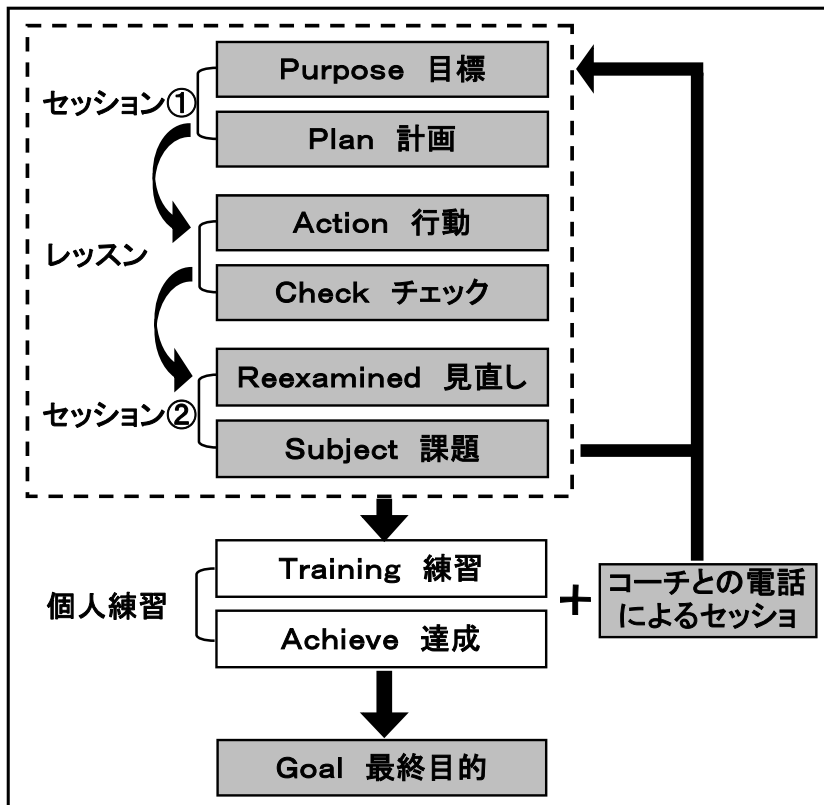 Purpose 目標
セッション①
Plan 計画
Action 行動
レッスン
Check チェック
Reexamined 見直し
セッション②
Subject 課題
Training 練習
個人練習
Achieve 達成
+
コーチとの電話
によるセッショ
Goal 最終目的